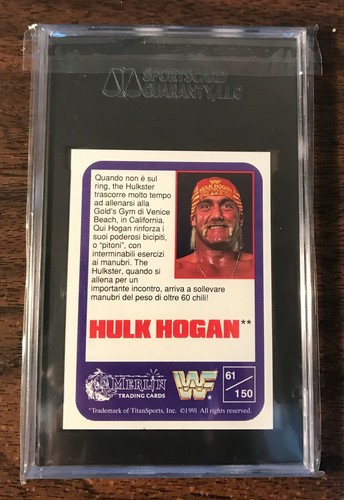 SPORTSCARD
GUARANTY, LLC
Quando non è sul
ring, the Hulkster
trascorre molto tempo
ad allenarsi alla
Gold's Gym di Venice
Beach, in California.
Qui Hogan rinforza i
suoi poderosi bicipiti,
o "pitoni", con
interminabili esercizi
ai manubri. The
Hulkster, quando si
allena per un
importante incontro, arriva a sollevare
manubri del peso di oltre 60 chili!
HULK HOGAN
HULK HOGAN**
MERLIN
TRADING CARDS
WF
61
150
*Trademark of TitanSports, Inc. ©1991 All rights reserved.